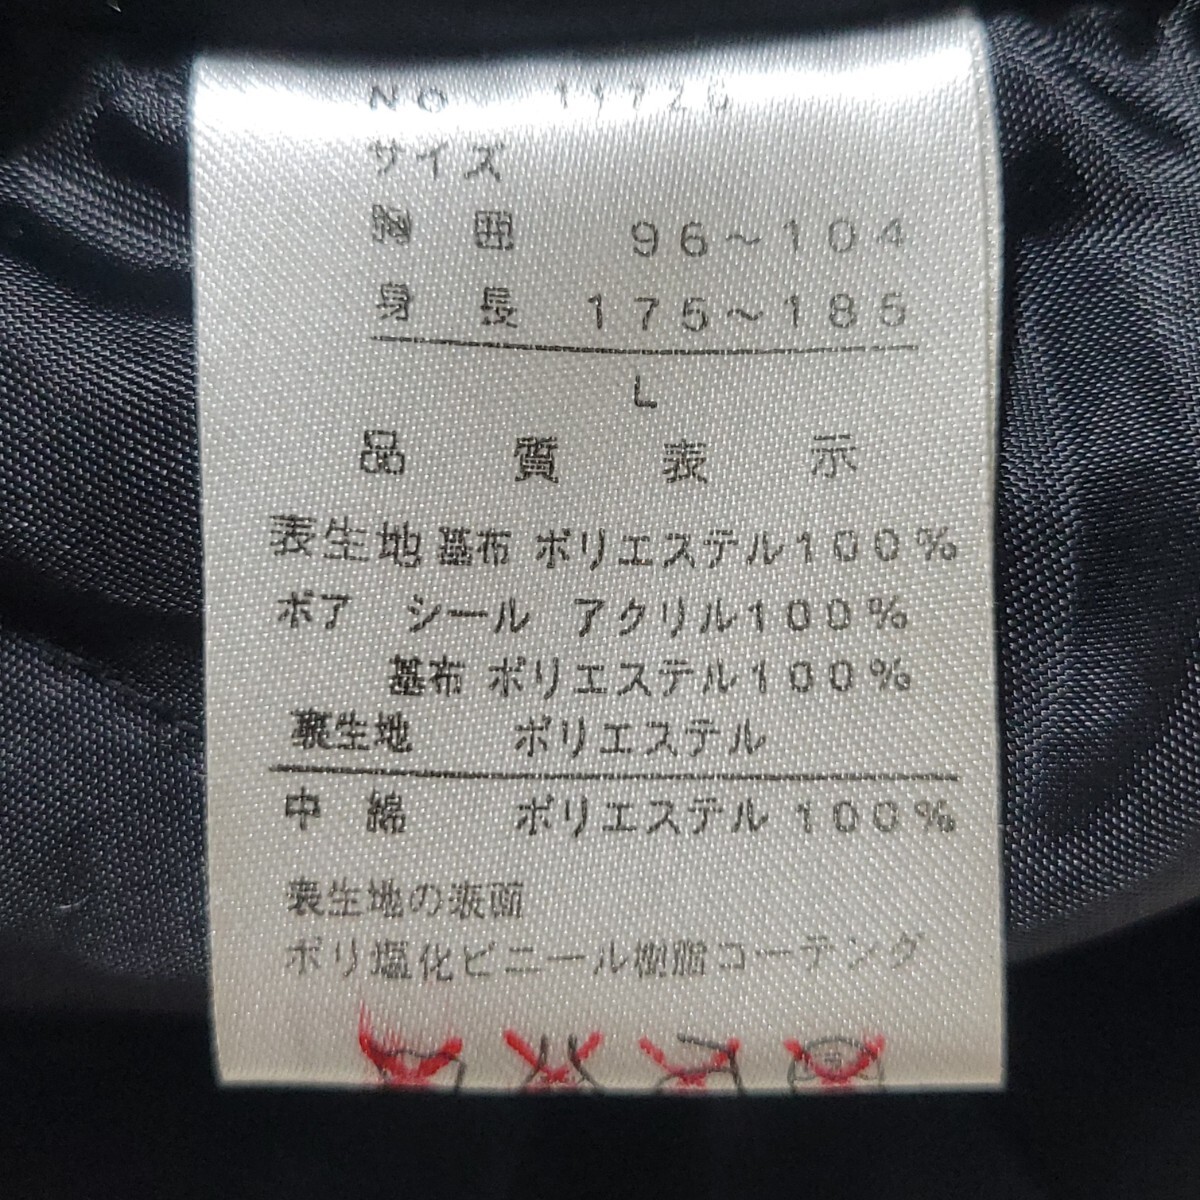 NO
サイズ
胸囲 96～104
身長 175～185
L
品質表示
表生地 基布 ポリエステル100%
ボア シール アクリル100%
基布 ポリエステル100%
裏生地 ポリエステル
中綿 ポリエステル100%
表生地の表面
ポリ塩化ビニール樹脂コーテング